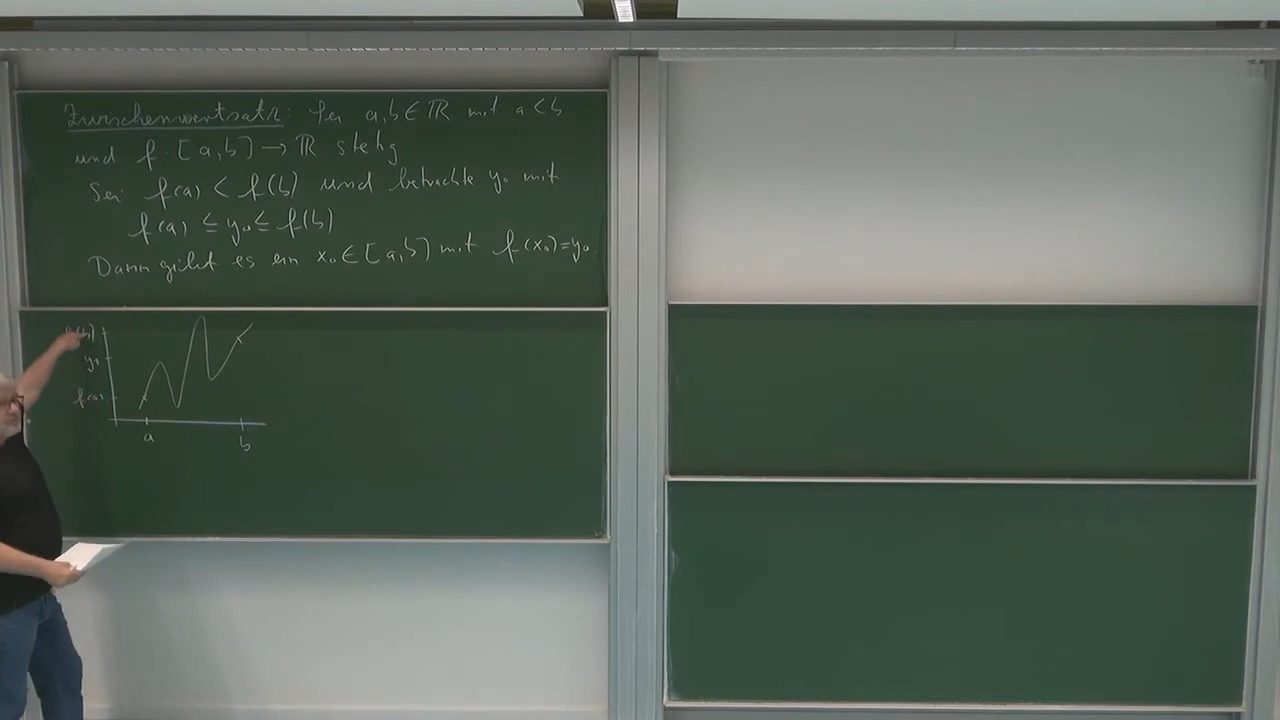 Zwischenwertsatz: Sei a,b ∈ ℝ mit a < b
und f: [a,b] → ℝ stetig
Sei f(a) < f(b) und betrachte y₀ mit
f(a) ≤ y₀ ≤ f(b)
Dann gibt es ein x₀ ∈ [a,b] mit f(x₀)=y₀
y₀
f(a)
a b